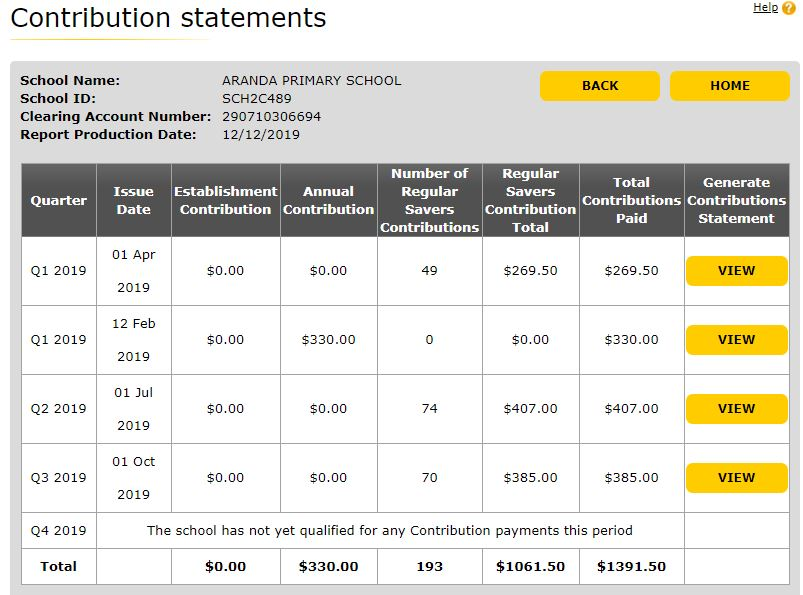 Contribution statements
Help ?
School Name: ARANDA PRIMARY SCHOOL
School ID: SCH2C489
Clearing Account Number: 290710306694
Report Production Date: 12/12/2019
BACK HOME
Quarter Issue Date Establishment Contribution Annual Contribution Number of Regular Savers Contributions Regular Savers Contribution Total Total Contributions Paid Generate Contributions Statement
Q1 2019 01 Apr 2019 $0.00 $0.00 49 $269.50 $269.50 VIEW
Q1 2019 12 Feb 2019 $0.00 $330.00 0 $0.00 $330.00 VIEW
Q2 2019 01 Jul 2019 $0.00 $0.00 74 $407.00 $407.00 VIEW
Q3 2019 01 Oct 2019 $0.00 $0.00 70 $385.00 $385.00 VIEW
Q4 2019 The school has not yet qualified for any Contribution payments this period
Total $0.00 $330.00 193 $1061.50 $1391.50